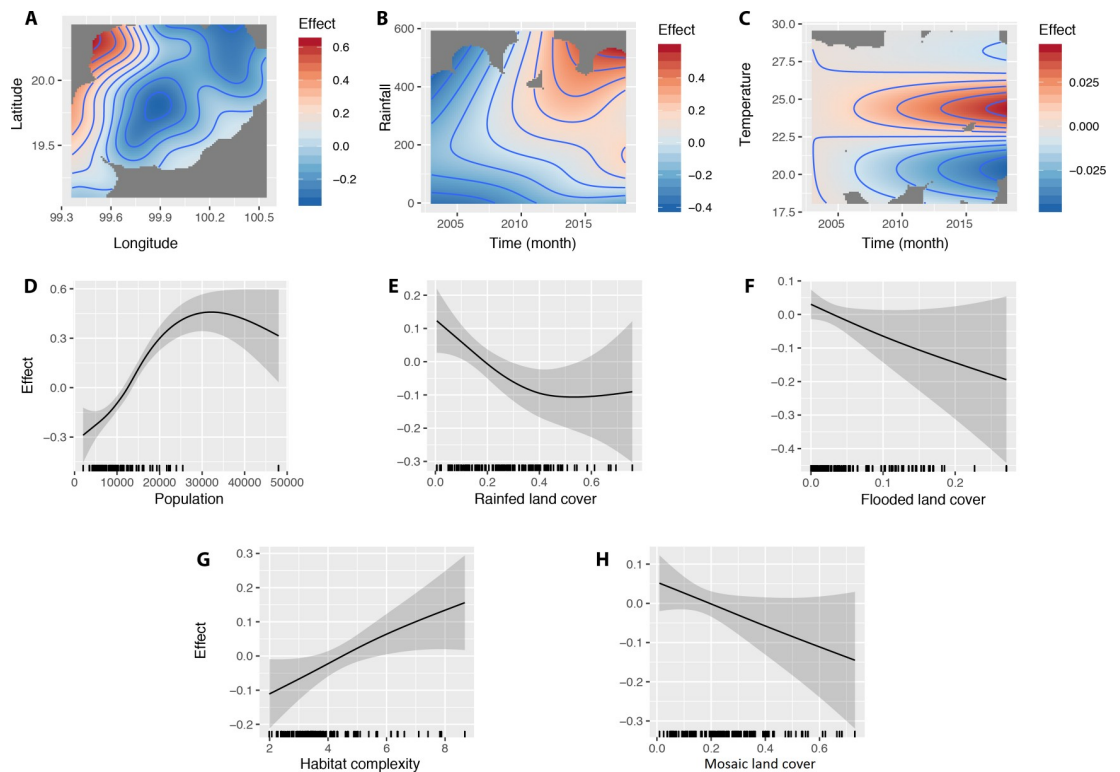 A
Effect
0.6
0.4
0.2
0.0
−0.2
Latitude
20.0
19.5
99.3 99.6 99.9 100.2 100.5
Longitude
B
Effect
0.4
0.2
0.0
−0.2
−0.4
Rainfall
600
400
200
0
2005 2010 2015
Time (month)
C
Effect
0.025
0.000
−0.025
Temperature
30.0
27.5
25.0
22.5
20.0
17.5
2005 2010 2015
Time (month)
D
Effect
0.6
0.3
0.0
−0.3
0 10000 20000 30000 40000 50000
Population
E
0.2
0.1
0.0
−0.1
−0.2
−0.3
0.0 0.2 0.4 0.6
Rainfed land cover
F
0.1
0.0
−0.1
−0.2
−0.3
−0.4
0.0 0.1 0.2
Flooded land cover
G
Effect
0.3
0.2
0.1
0.0
−0.1
−0.2
2 4 6 8
Habitat complexity
H
0.1
0.0
−0.1
−0.2
−0.3
0.0 0.2 0.4 0.6
Mosaic land cover